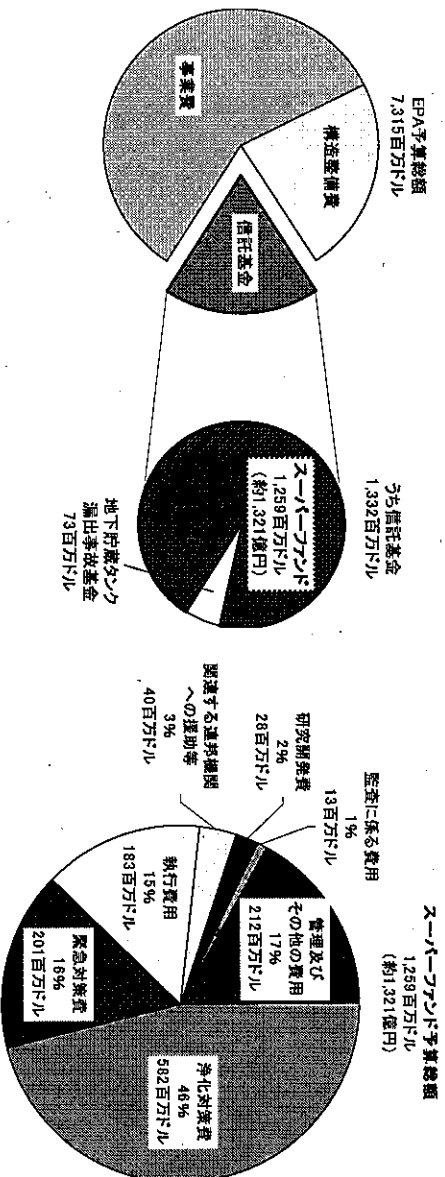 EPA予算総額
7,315百万ドル
構造整備費
事業費
信託基金
うち信託基金
1,332百万ドル
スーパーファンド
1,259百万ドル
(約1,321億円)
地下貯蔵タンク
漏出事故基金
73百万ドル
スーパーファンド予算総額
1,259百万ドル
(約1,321億円)
監査に係る費用
1%
13百万ドル
研究開発費
2%
28百万ドル
関連する連邦機関
への援助等
3%
40百万ドル
管理及び
その他の費用
17%
212百万ドル
執行費用
15%
183百万ドル
緊急対策費
16%
201百万ドル
浄化対策費
46%
582百万ドル